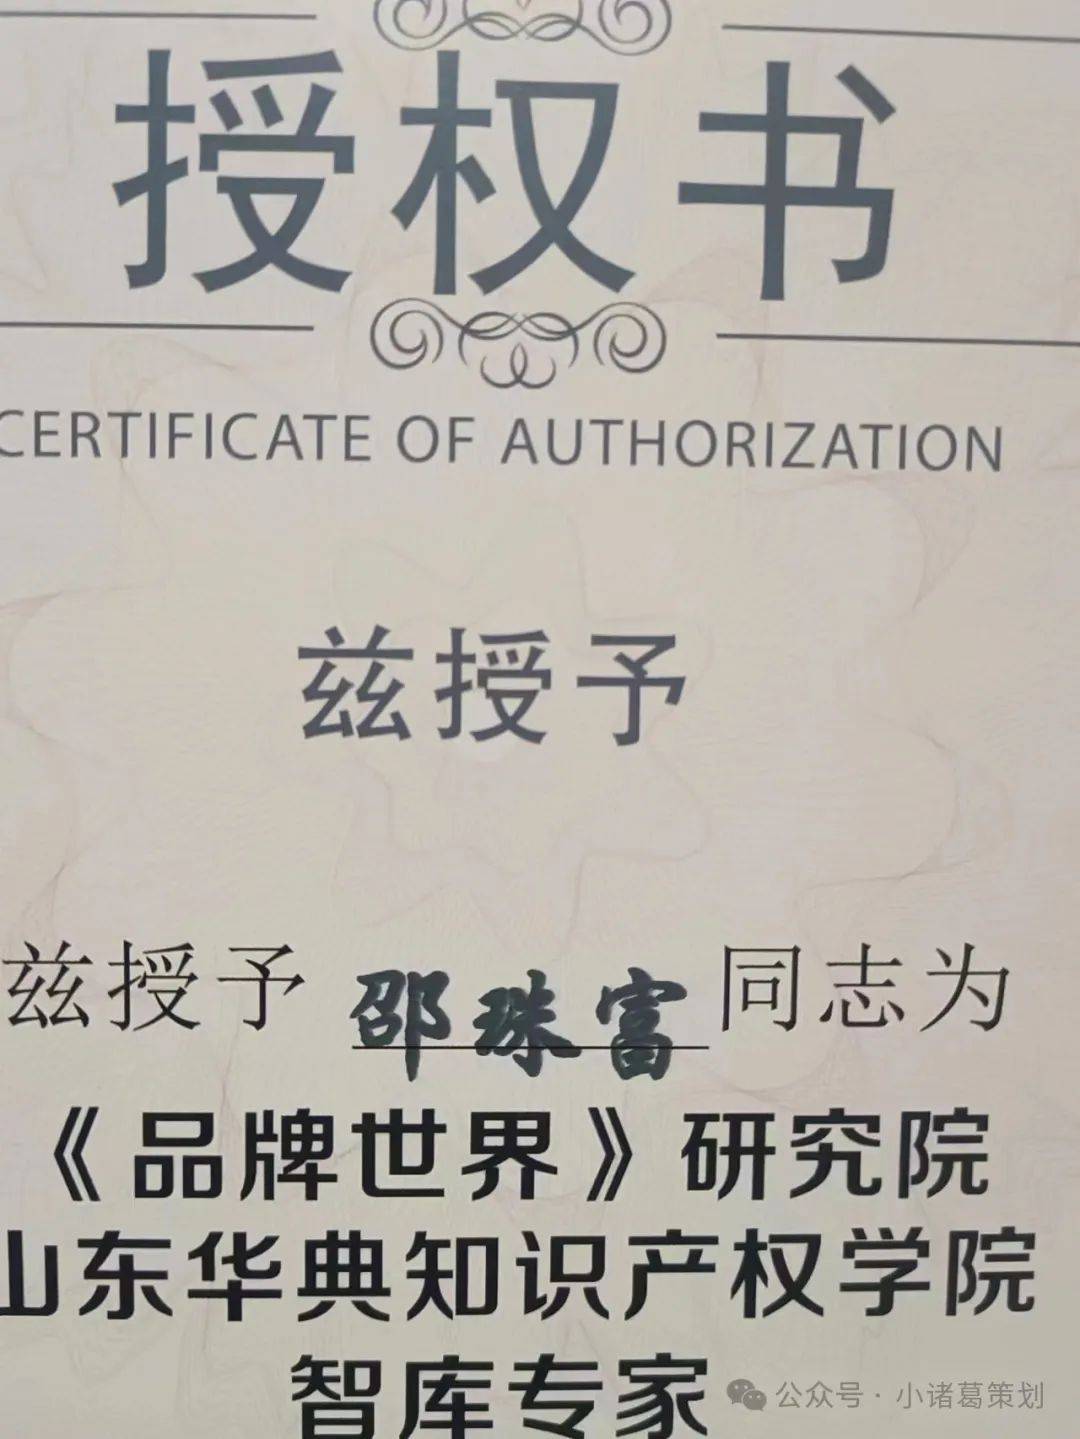 授权书
CERTIFICATE OF AUTHORIZATION
兹授予
兹授予 邵珠富 同志为
《品牌世界》研究院
山东华典知识产权学院
智库专家
公众号·小诸葛策划